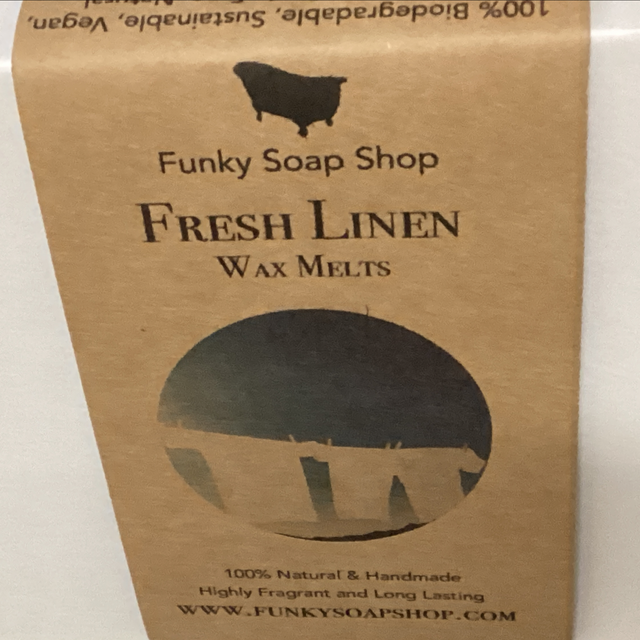 100% Biodegradable, Sustainable, Vegan,
Funky Soap Shop
FRESH LINEN
WAX MELTS
100% Natural & Handmade
Highly Fragrant and Long Lasting
WWW.FUNKYSOAPSHOP.COM